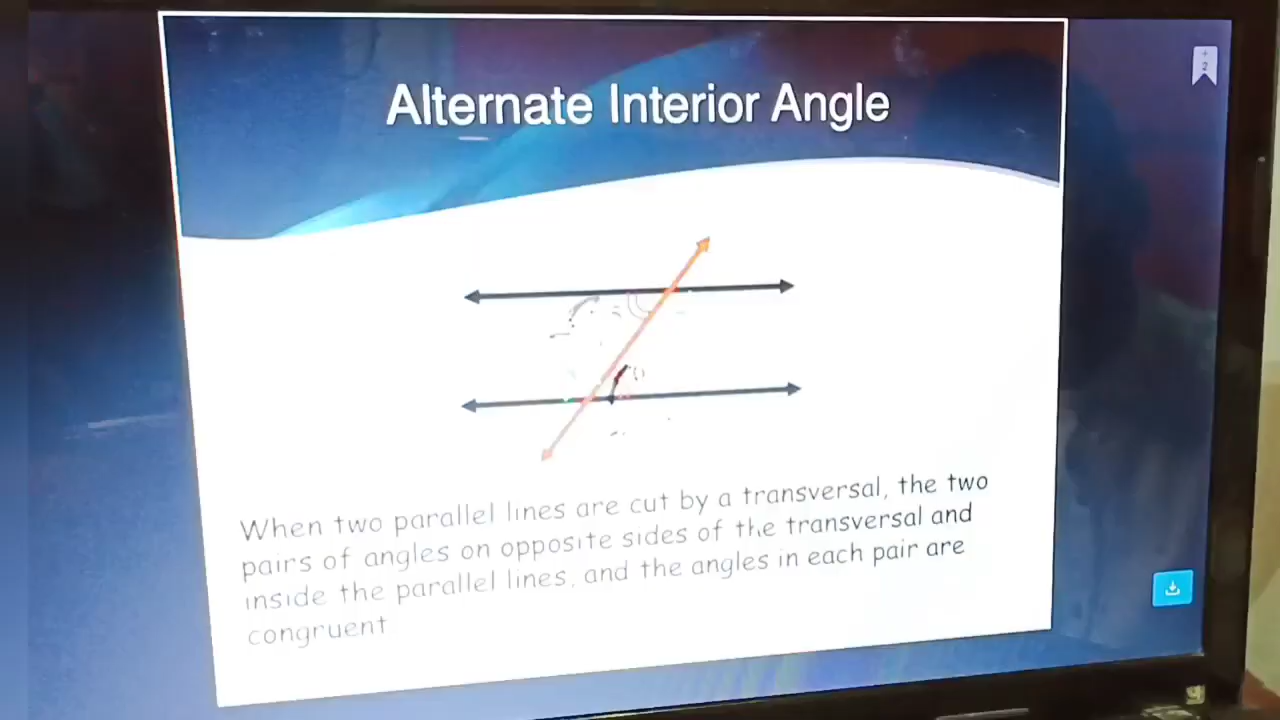 Alternate Interior Angle
2
When two parallel lines are cut by a transversal, the two
pairs of angles on opposite sides of the transversal and
inside the parallel lines, and the angles in each pair are
congruent